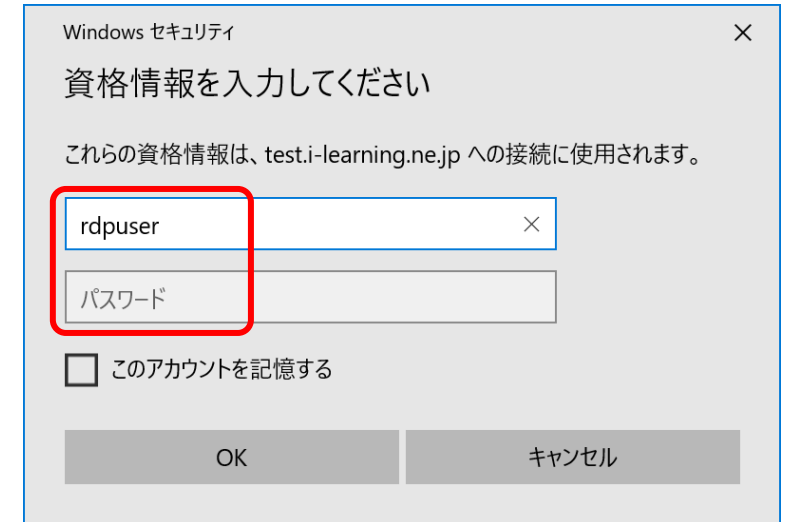 Windows セキュリティ
資格情報を入力してください
これらの資格情報は、test.i-learning.ne.jp への接続に使用されます。
rdpuser
パスワード
このアカウントを記憶する
OK
キャンセル